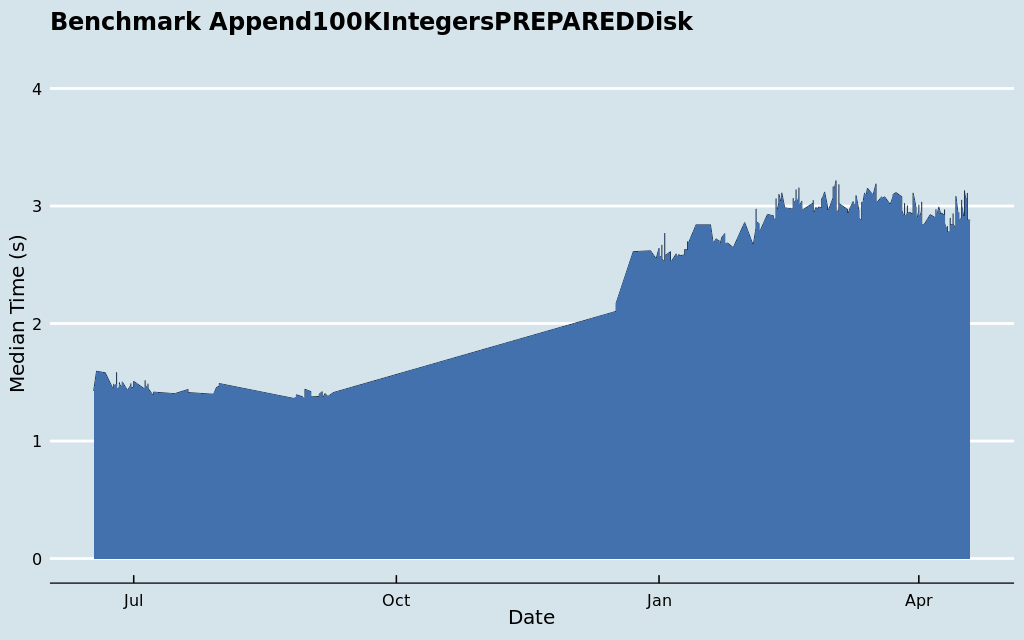 Benchmark Append100KIntegersPREPAREDDisk
4
3
2
1
0
Median Time (s)
Jul Oct Jan Apr
Date